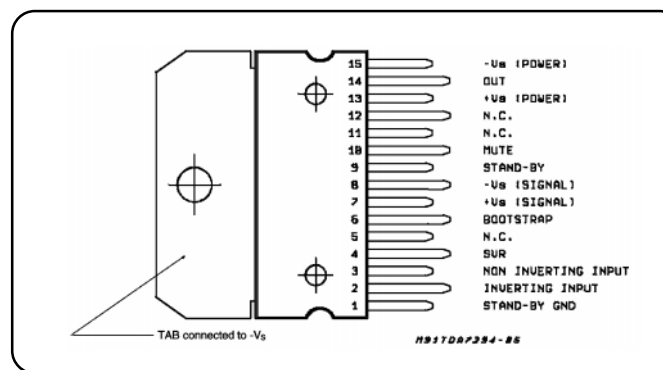 15 -Vs (POWER)
14 OUT
13 +Vs (POWER)
12 N.C.
11 N.C.
10 MUTE
9 STAND-BY
8 -Vs (SIGNAL)
7 +Vs (SIGNAL)
6 BOOTSTRAP
5 N.C.
4 SVR
3 NON INVERTING INPUT
2 INVERTING INPUT
1 STAND-BY GND
TAB connected to -Vs
M91TDA7294-05